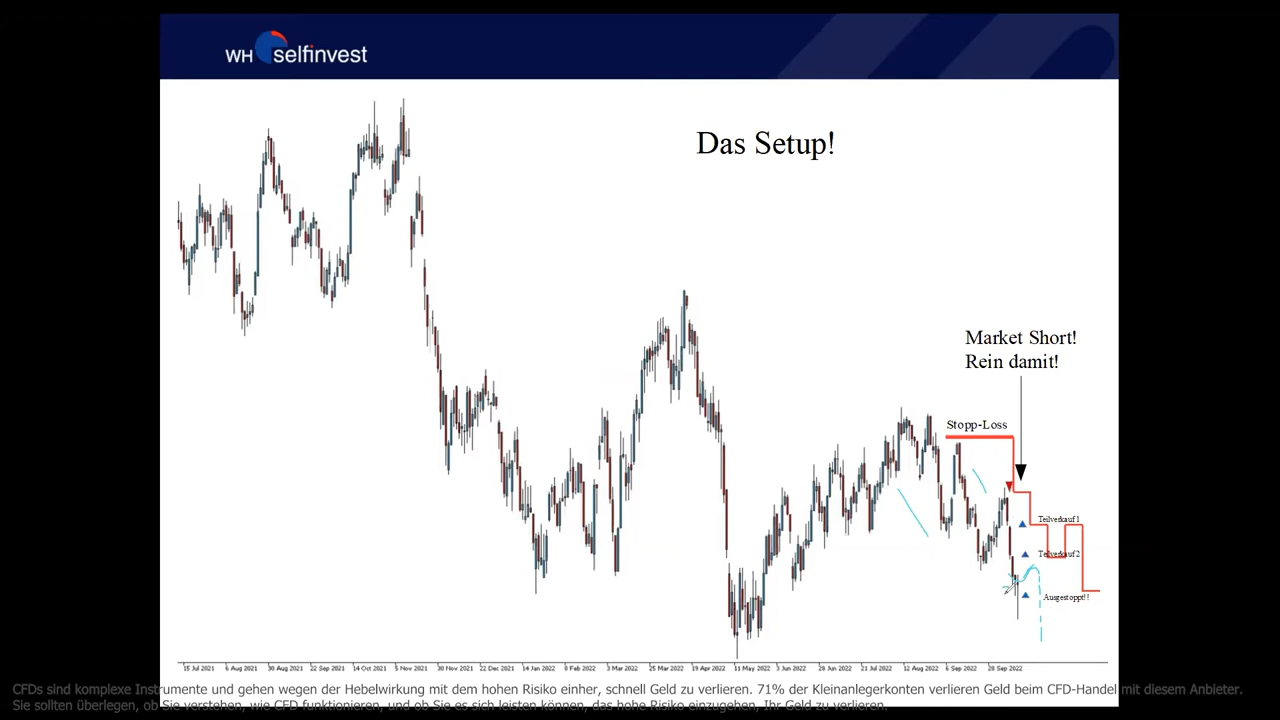 WH selfinvest
Das Setup!
Market Short!
Rein damit!
Stopp-Loss
Teilverkauf 1
Teilverkauf 2
Ausgestoppt!!
15 Jul 2021 6 Aug 2021 30 Aug 2021 22 Sep 2021 14 Oct 2021 5 Nov 2021 30 Nov 2021 22 Dec 2021 14 Jan 2022 8 Feb 2022 3 Mar 2022 25 Mar 2022 19 Apr 2022 11 May 2022 3 Jun 2022 29 Jun 2022 21 Jul 2022 12 Aug 2022 6 Sep 2022 28 Sep 2022
CFDs sind komplexe Instrumente und gehen wegen der Hebelwirkung mit dem hohen Risiko einher, schnell Geld zu verlieren. 71% der Kleinanlegerkonten verlieren Geld beim CFD-Handel mit diesem Anbieter.
Sie sollten überlegen, ob Sie verstehen, wie CFD funktionieren, und ob Sie es sich leisten können, das hohe Risiko einzugehen, Ihr Geld zu verlieren.